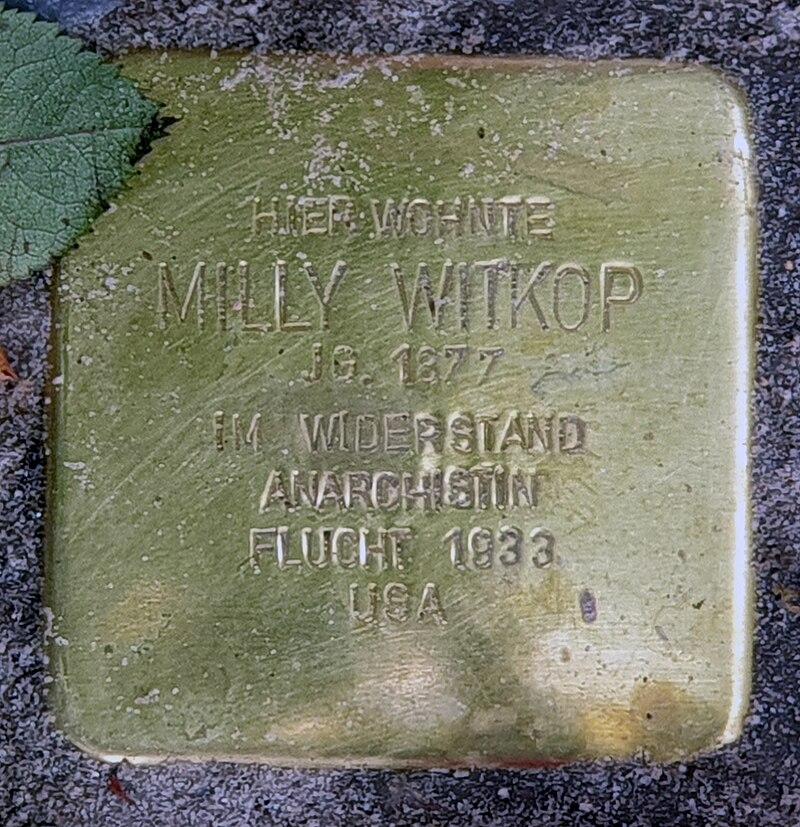 HIER WOHNTE
MILLY WITKOP
JG. 1877
IM WIDERSTAND
ANARCHISTIN
FLUCHT 1933
USA